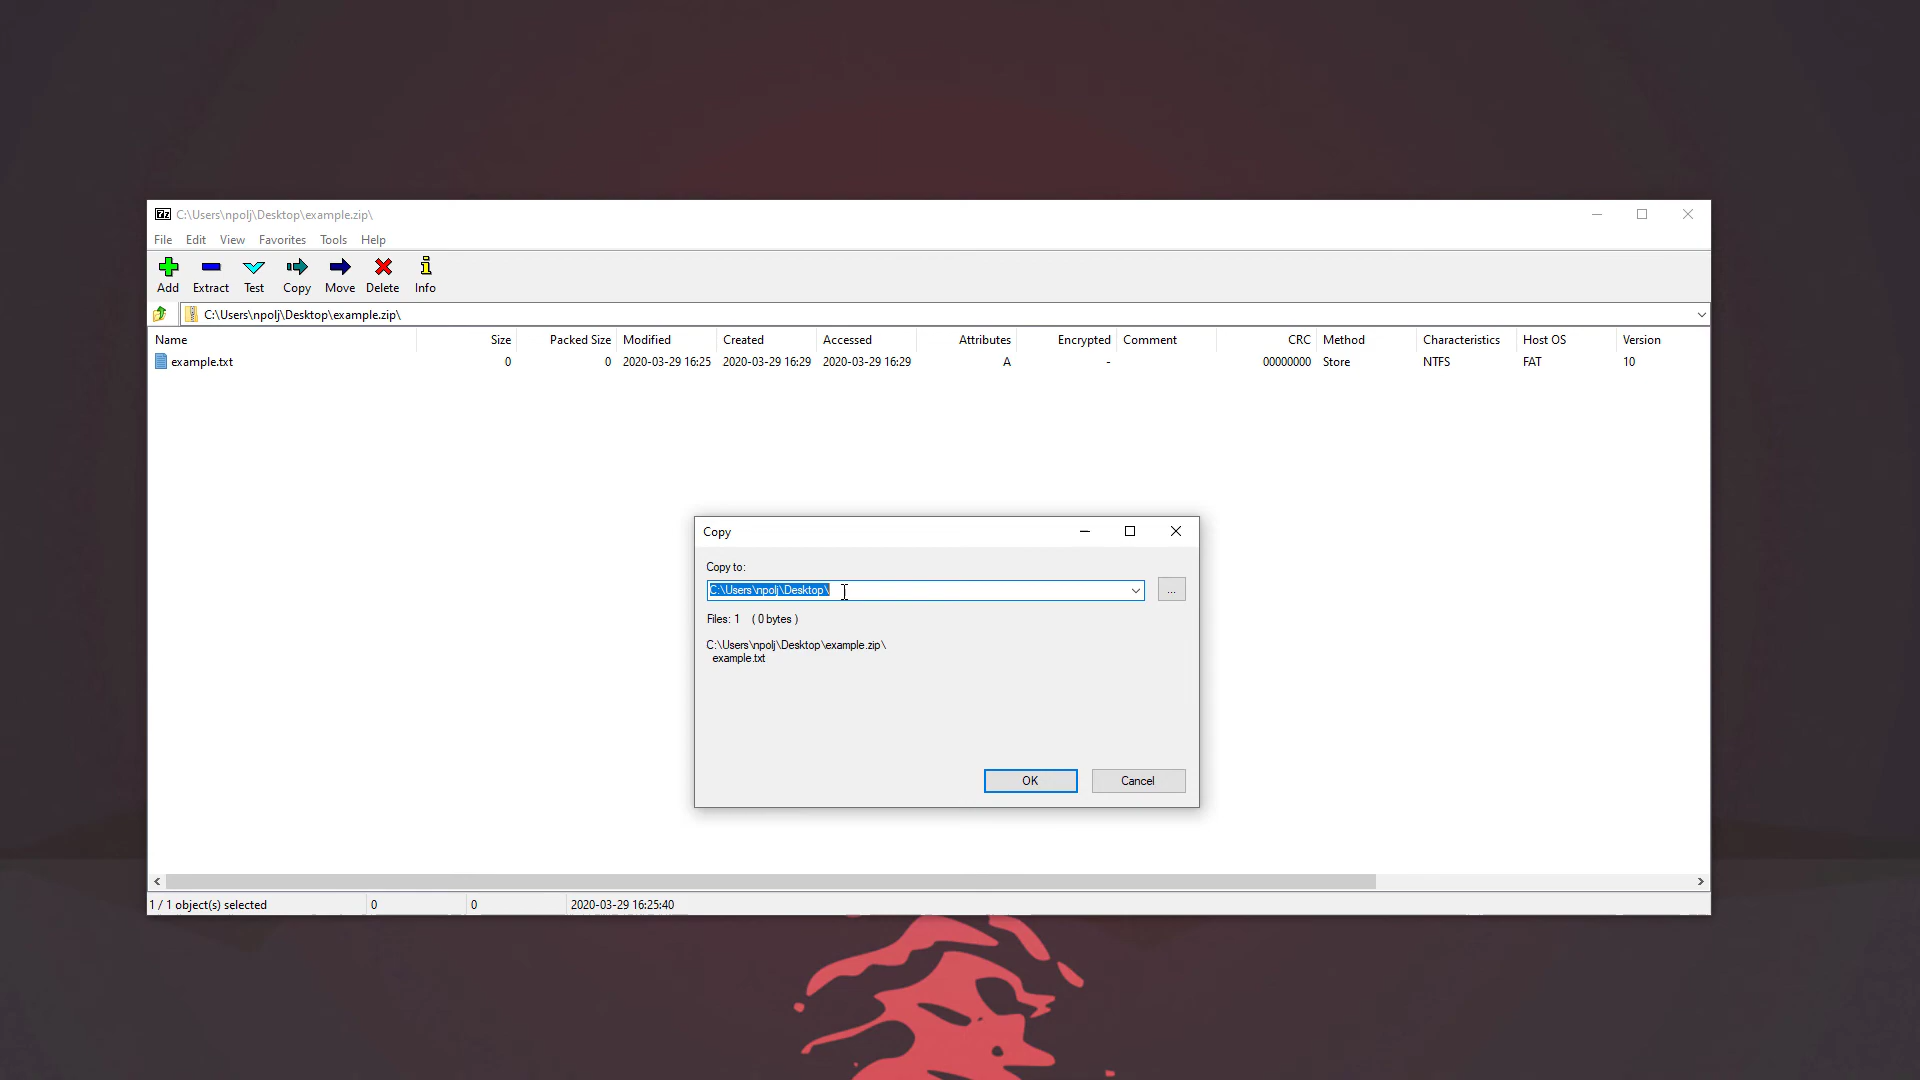 7z C:\Users\npolj\Desktop\example.zip\
File Edit View Favorites Tools Help
Add Extract Test Copy Move Delete Info
C:\Users\npolj\Desktop\example.zip\
Name Size Packed Size Modified Created Accessed Attributes Encrypted Comment CRC Method Characteristics Host OS Version
example.txt 0 0 2020-03-29 16:25 2020-03-29 16:29 2020-03-29 16:29 A - 00000000 Store NTFS FAT 10
Copy
Copy to:
C:\Users\npolj\Desktop\
...
Files: 1 ( 0 bytes )
C:\Users\npolj\Desktop\example.zip\
example.txt
OK Cancel
1 / 1 object(s) selected 0 0 2020-03-29 16:25:40